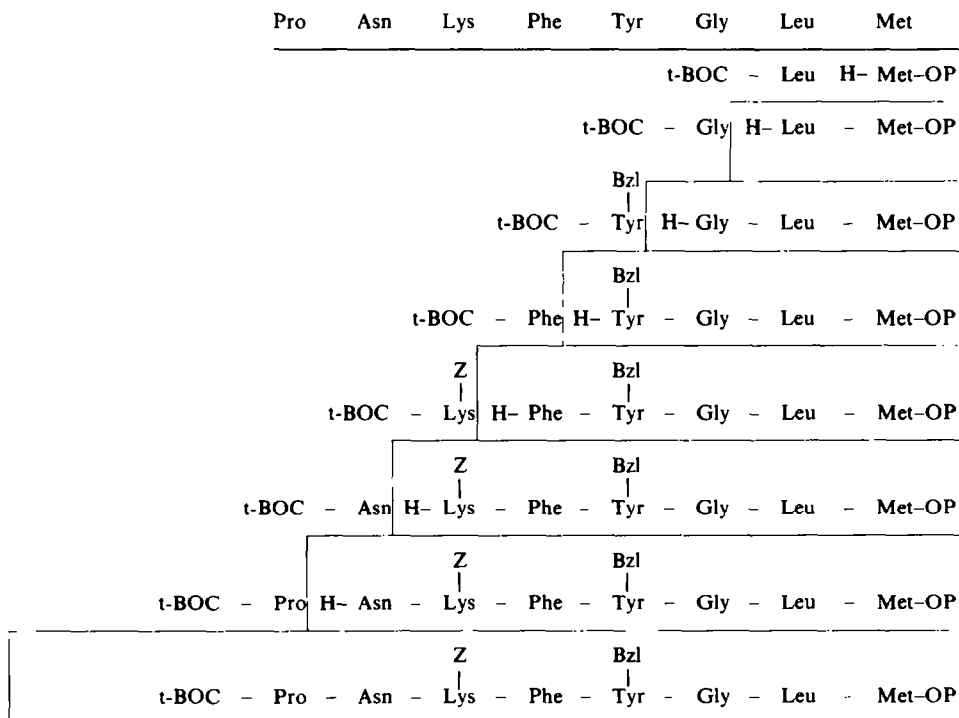 Pro Asn Lys Phe Tyr Gly Leu Met
t-BOC – Leu H– Met–OP
t-BOC – Gly H– Leu – Met–OP
Bzl
t-BOC – Tyr H– Gly – Leu – Met–OP
Bzl
t-BOC – Phe H– Tyr – Gly – Leu – Met–OP
Z Bzl
t-BOC – Lys H– Phe – Tyr – Gly – Leu – Met–OP
Z Bzl
t-BOC – Asn H– Lys – Phe – Tyr – Gly – Leu – Met–OP
Z Bzl
t-BOC – Pro H– Asn – Lys – Phe – Tyr – Gly – Leu – Met–OP
Z Bzl
t-BOC – Pro – Asn – Lys – Phe – Tyr – Gly – Leu – Met–OP